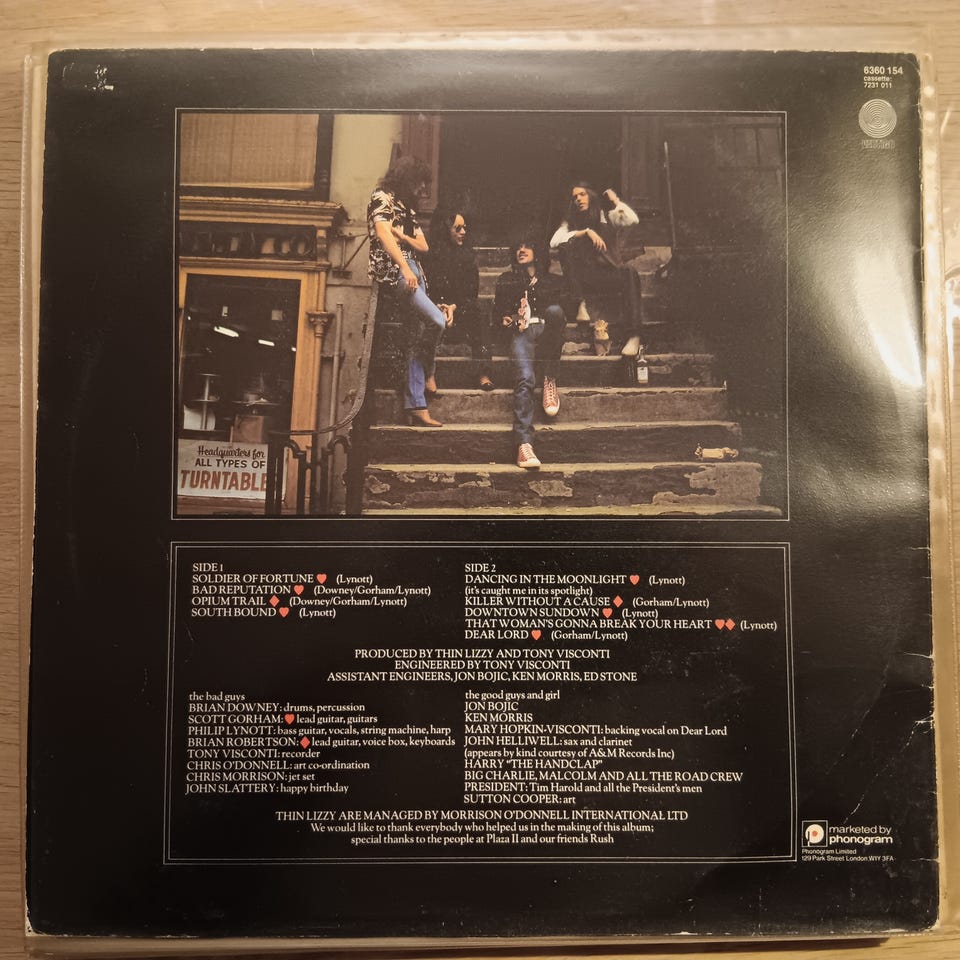 6360 154
cassette:
7231 011
VERTIGO
Headquarters for
ALL TYPES OF
TURNTABLE
SIDE 1
SOLDIER OF FORTUNE ♥ (Lynott)
BAD REPUTATION ♥ (Downey/Gorham/Lynott)
OPIUM TRAIL ♦ (Downey/Gorham/Lynott)
SOUTH BOUND ♥ (Lynott)
SIDE 2
DANCING IN THE MOONLIGHT ♥ (Lynott)
(it's caught me in its spotlight)
KILLER WITHOUT A CAUSE ♦ (Gorham/Lynott)
DOWNTOWN SUNDOWN ♥ (Lynott)
THAT WOMAN'S GONNA BREAK YOUR HEART ♥♦ (Lynott)
DEAR LORD ♥ (Gorham/Lynott)
PRODUCED BY THIN LIZZY AND TONY VISCONTI
ENGINEERED BY TONY VISCONTI
ASSISTANT ENGINEERS, JON BOJIC, KEN MORRIS, ED STONE
the bad guys
BRIAN DOWNEY: drums, percussion
SCOTT GORHAM: ♥ lead guitar, guitars
PHILIP LYNOTT: bass guitar, vocals, string machine, harp
BRIAN ROBERTSON: ♦ lead guitar, voice box, keyboards
TONY VISCONTI: recorder
CHRIS O'DONNELL: art co-ordination
CHRIS MORRISON: jet set
JOHN SLATTERY: happy birthday
the good guys and girl
JON BOJIC
KEN MORRIS
MARY HOPKIN-VISCONTI: backing vocal on Dear Lord
JOHN HELLIWELL: sax and clarinet
(appears by kind courtesy of A&M Records Inc)
HARRY "THE HANDCLAP"
BIG CHARLIE, MALCOLM AND ALL THE ROAD CREW
PRESIDENT: Tim Harold and all the President's men
SUTTON COOPER: art
THIN LIZZY ARE MANAGED BY MORRISON O'DONNELL INTERNATIONAL LTD
We would like to thank everybody who helped us in the making of this album;
special thanks to the people at Plaza II and our friends Rush
marketed by
phonogram
Phonogram Limited
129 Park Street London W1Y 3FA